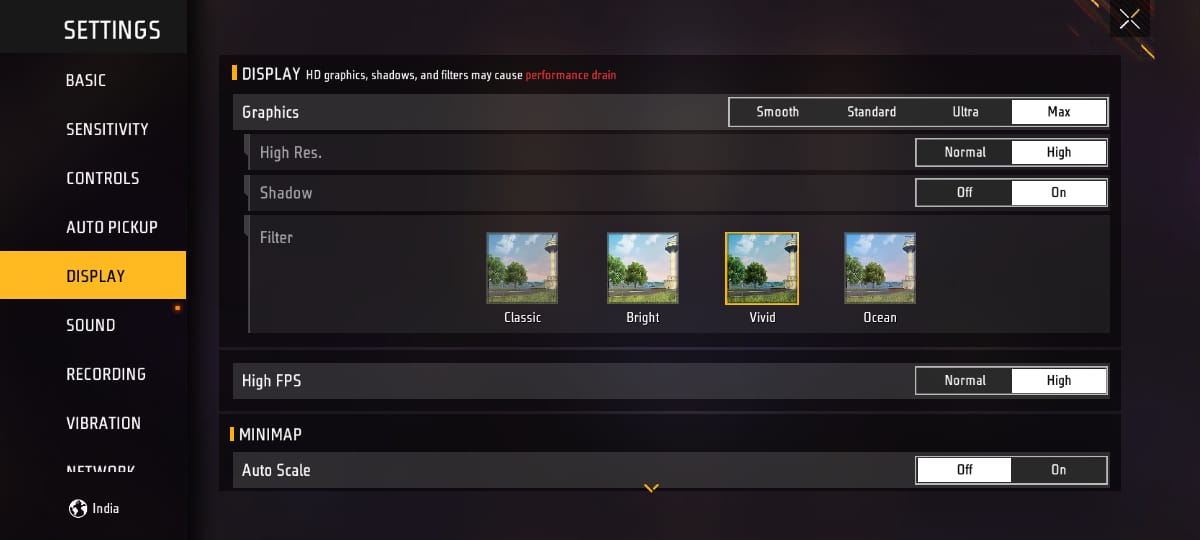 SETTINGS
BASIC
SENSITIVITY
CONTROLS
AUTO PICKUP
DISPLAY
SOUND
RECORDING
VIBRATION
NETWORK
India
DISPLAY HD graphics, shadows, and filters may cause performance drain
Graphics Smooth Standard Ultra Max
High Res. Normal High
Shadow Off On
Filter
Classic Bright Vivid Ocean
High FPS Normal High
MINIMAP
Auto Scale Off On